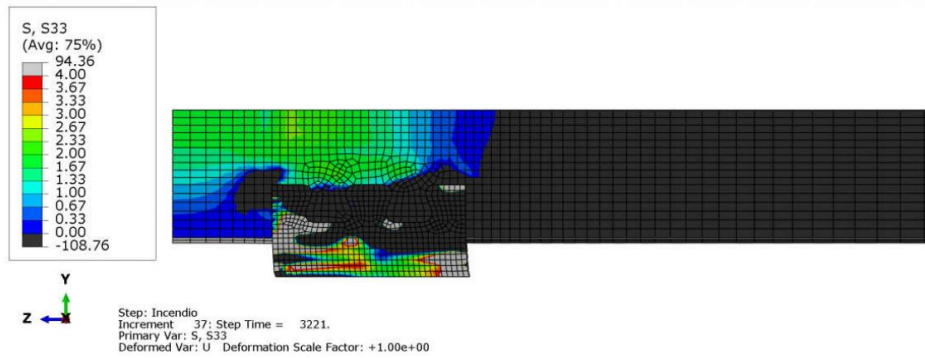 S, S33
(Avg: 75%)
94.36
4.00
3.67
3.33
3.00
2.67
2.33
2.00
1.67
1.33
1.00
0.67
0.33
0.00
-108.76
Y
Z
X
Step: Incendio
Increment 37: Step Time = 3221.
Primary Var: S, S33
Deformed Var: U Deformation Scale Factor: +1.00e+00